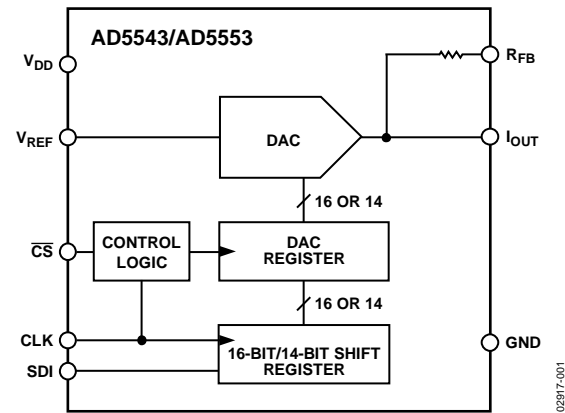 AD5543/AD5553
VDD
RFB
VREF
DAC
IOUT
16 OR 14
CS
CONTROL
LOGIC
DAC
REGISTER
16 OR 14
CLK
16-BIT/14-BIT SHIFT
REGISTER
GND
SDI
02917-001